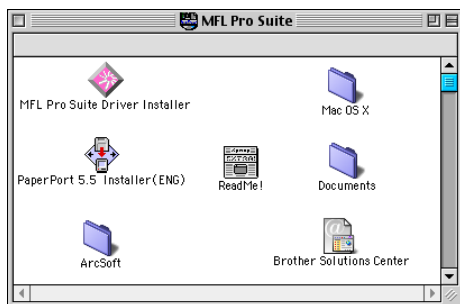 MFL Pro Suite
MFL Pro Suite Driver Installer
Mac OS X
PaperPort 5.5 Installer(ENG)
ReadMe!
Documents
ArcSoft
Brother Solutions Center